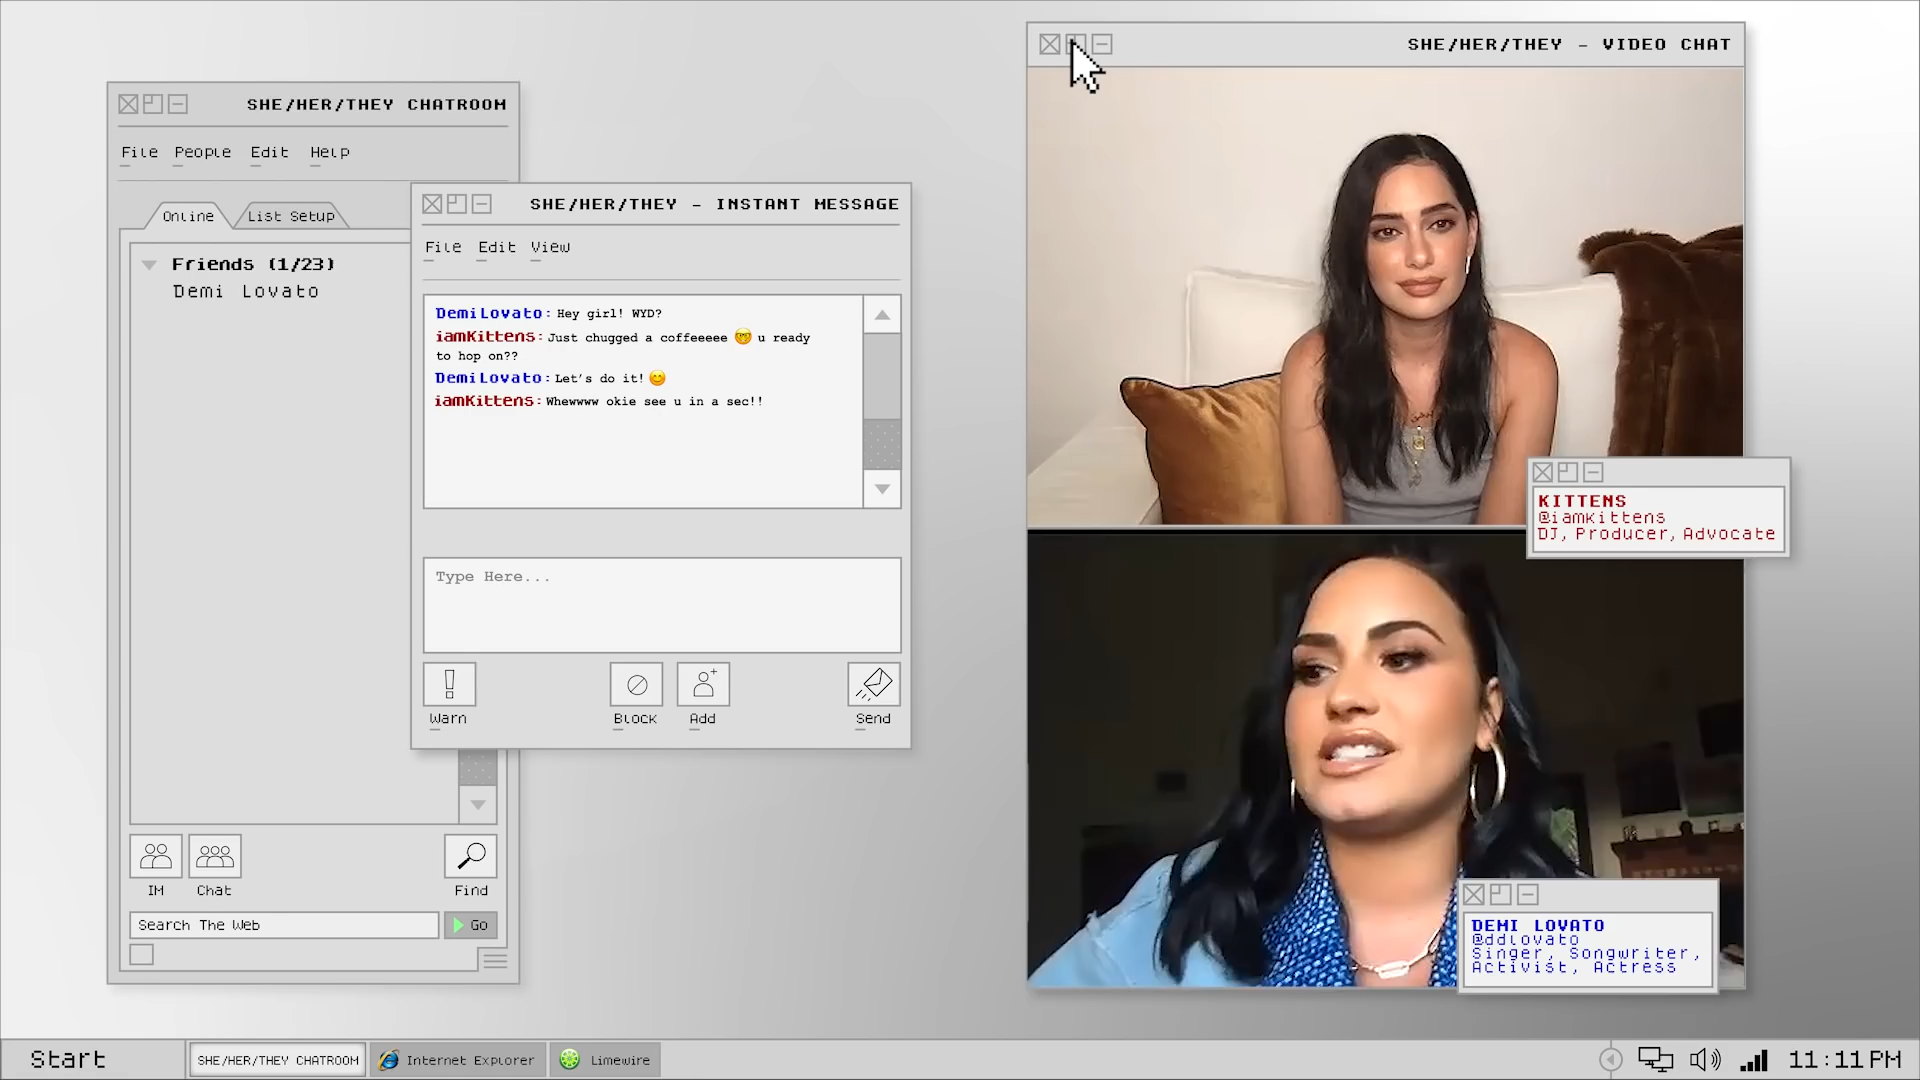 SHE/HER/THEY CHATROOM
File People Edit Help
Online List Setup
Friends (1/23)
Demi Lovato
IM Chat Find
Search The Web Go
SHE/HER/THEY - INSTANT MESSAGE
File Edit View
DemiLovato: Hey girl! WYD?
iamKittens: Just chugged a coffeeeee 🤓 u ready
to hop on??
DemiLovato: Let's do it! 😊
iamKittens: Whewwww okie see u in a sec!!
Type Here...
Warn Block Add Send
SHE/HER/THEY - VIDEO CHAT
KITTENS
@iamkittens
DJ, Producer, Advocate
DEMI LOVATO
@ddlovato
Singer, Songwriter,
Activist, Actress
Start SHE/HER/THEY CHATROOM Internet Explorer Limewire 11:11 PM